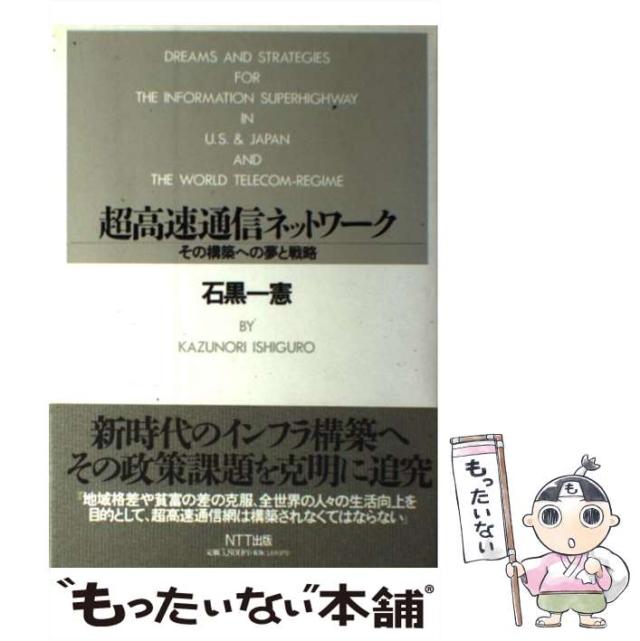 DREAMS AND STRATEGIES
FOR
THE INFORMATION SUPERHIGHWAY
IN
U.S. & JAPAN
AND
THE WORLD TELECOM-REGIME
超高速通信ネットワーク
その構築への夢と戦略
石黒一憲
BY
KAZUNORI ISHIGURO
新時代のインフラ構築へ
その政策課題を克明に追究
「地域格差や貧富の差の克服、全世界の人々の生活向上を
目的として、超高速通信網は構築されなくてはならない」
NTT出版
"もったいない"本舗®
も
もったいない